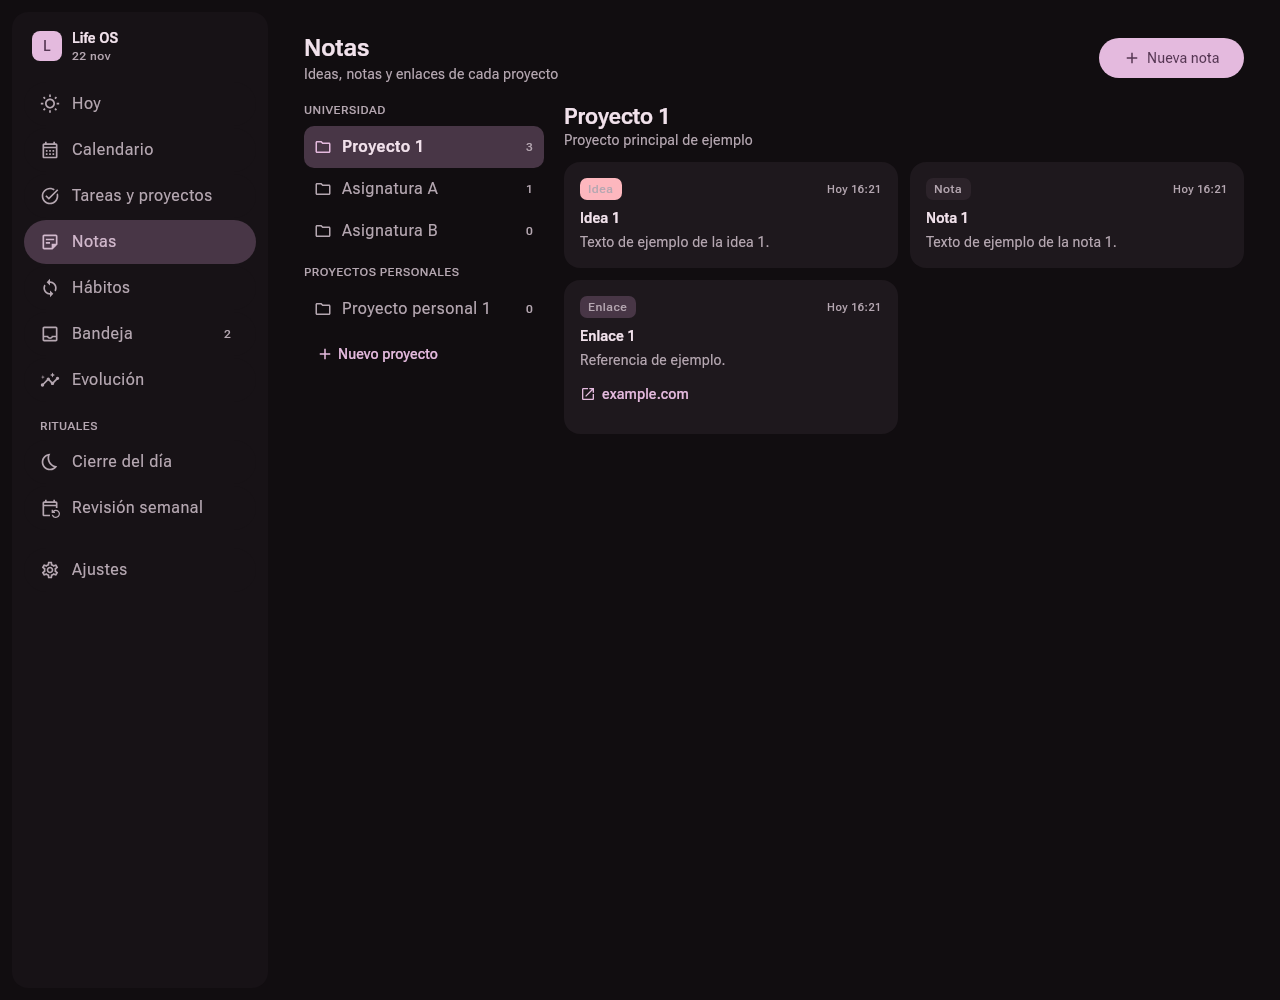 L
Life OS
22 nov
Hoy
Calendario
Tareas y proyectos
Notas
Hábitos
Bandeja 2
Evolución
RITUALES
Cierre del día
Revisión semanal
Ajustes
Notas
Ideas, notas y enlaces de cada proyecto
Nueva nota
UNIVERSIDAD
Proyecto 1 3
Asignatura A 1
Asignatura B 0
PROYECTOS PERSONALES
Proyecto personal 1 0
Nuevo proyecto
Proyecto 1
Proyecto principal de ejemplo
Idea Hoy 16:21
Idea 1
Texto de ejemplo de la idea 1.
Nota Hoy 16:21
Nota 1
Texto de ejemplo de la nota 1.
Enlace Hoy 16:21
Enlace 1
Referencia de ejemplo.
example.com